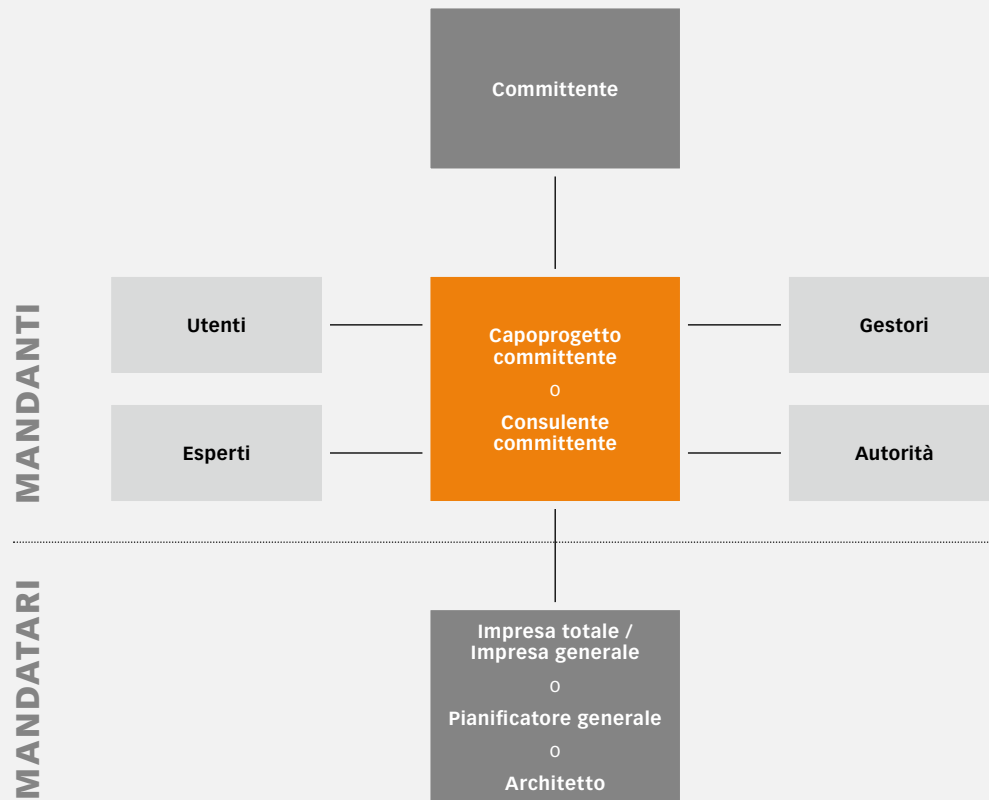 Committente
MANDANTI
Utenti
Esperti
Capoprogetto
committente
o
Consulente
committente
Gestori
Autorità
MANDATARI
Impresa totale /
Impresa generale
o
Pianificatore generale
o
Architetto